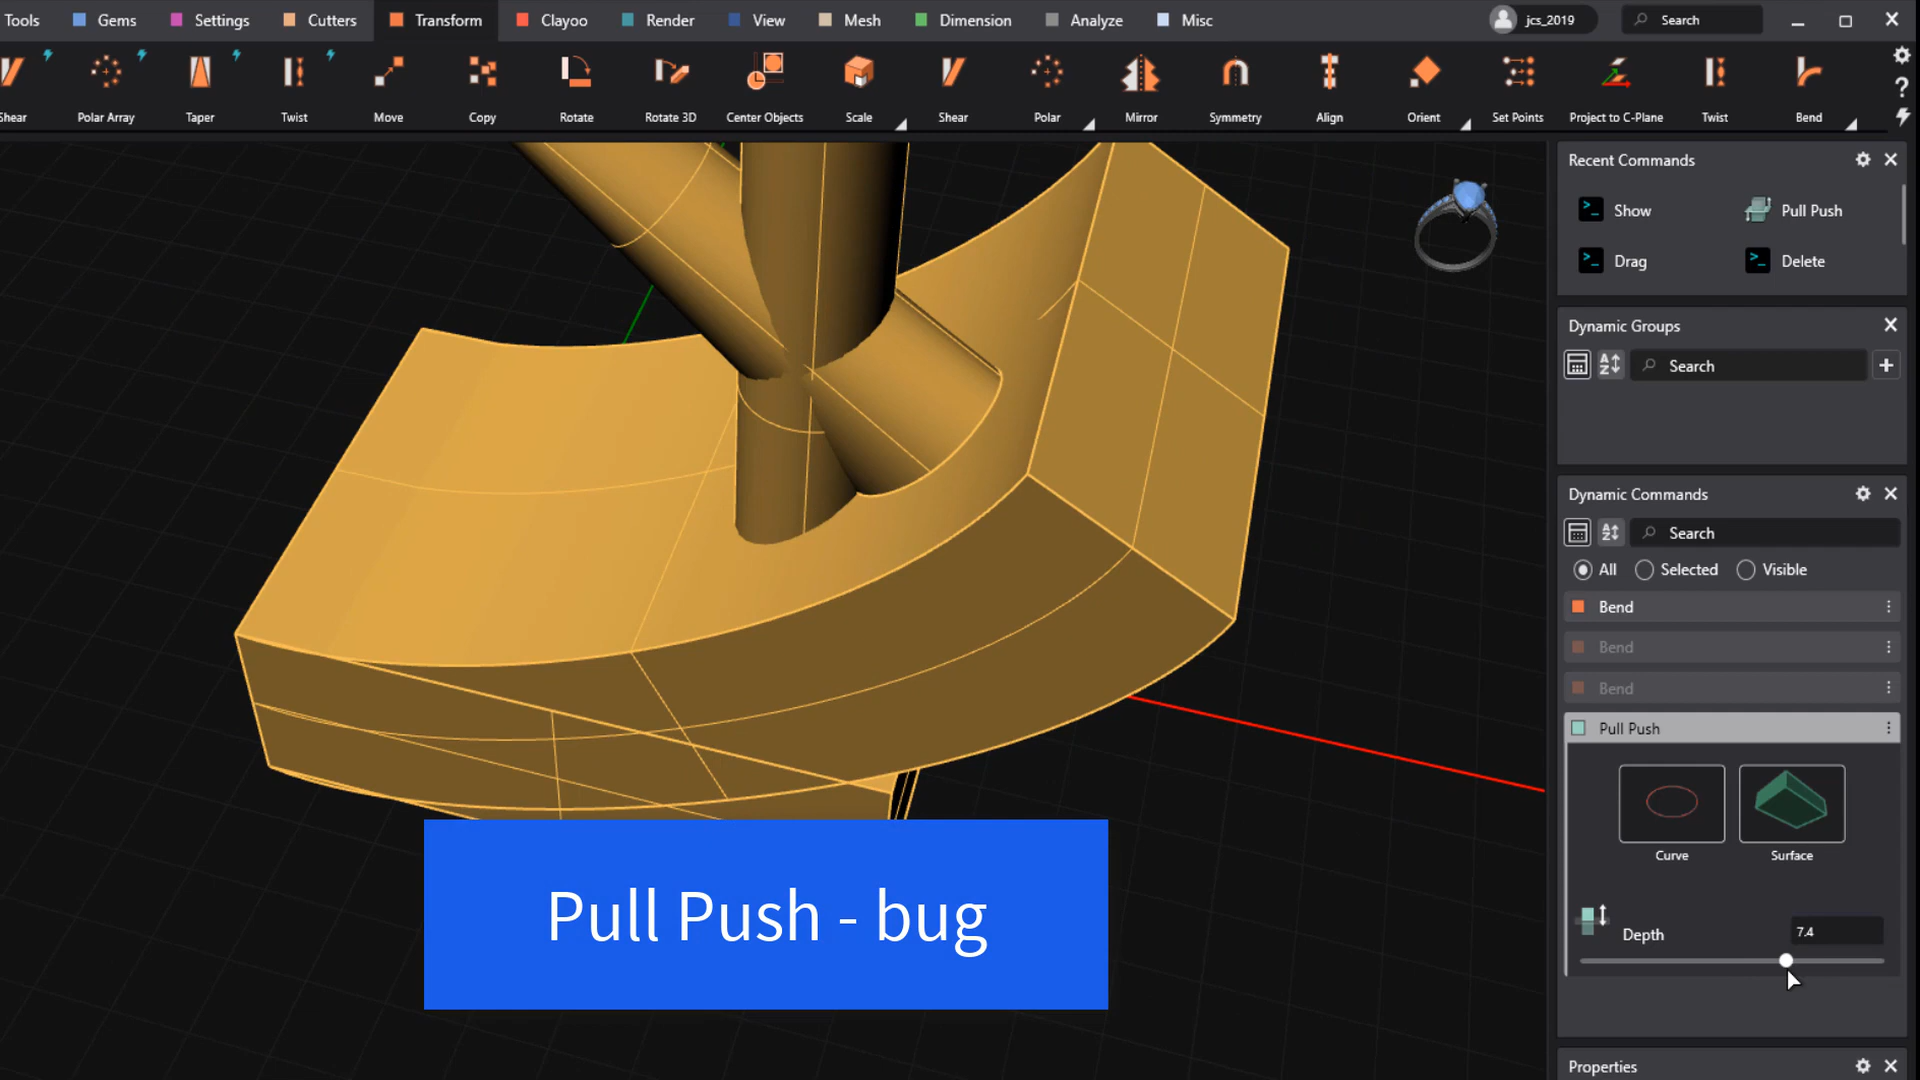 Tools
Gems
Settings
Cutters
Transform
Clayoo
Render
View
Mesh
Dimension
Analyze
Misc
jcs_2019
Search
Shear
Polar Array
Taper
Twist
Move
Copy
Rotate
Rotate 3D
Center Objects
Scale
Shear
Polar
Mirror
Symmetry
Align
Orient
Set Points
Project to C-Plane
Twist
Bend
Recent Commands
Show
Pull Push
Drag
Delete
Dynamic Groups
Search
Dynamic Commands
Search
All
Selected
Visible
Bend
Bend
Bend
Pull Push
Curve
Surface
Depth
7.4
Properties
Pull Push - bug